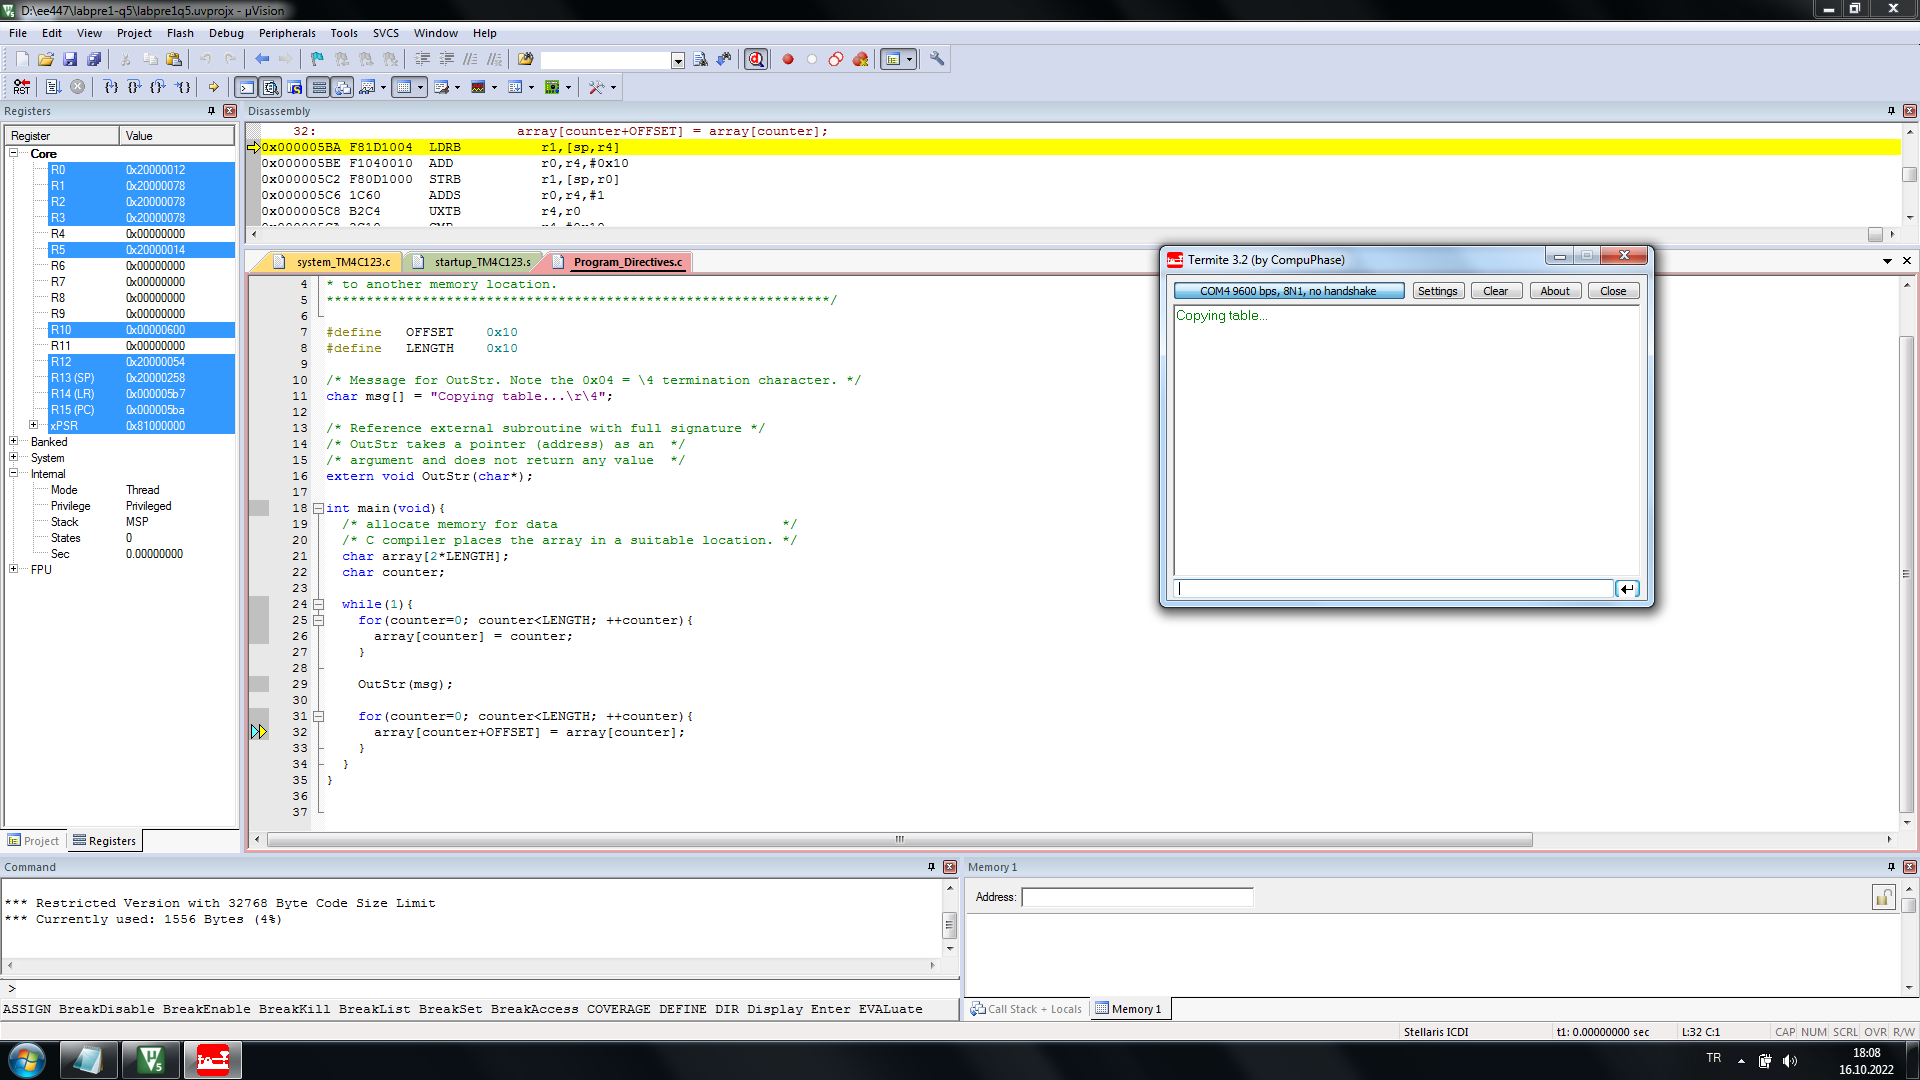 D:\ee447\labpre1-q5\labpre1q5.uvprojx - µVision
File Edit View Project Flash Debug Peripherals Tools SVCS Window Help
Registers
Register Value
Core
R0 0x20000012
R1 0x20000078
R2 0x20000078
R3 0x20000078
R4 0x00000000
R5 0x20000014
R6 0x00000000
R7 0x00000000
R8 0x00000000
R9 0x00000000
R10 0x00000600
R11 0x00000000
R12 0x20000054
R13 (SP) 0x20000258
R14 (LR) 0x000005b7
R15 (PC) 0x000005ba
xPSR 0x81000000
Banked
System
Internal
Mode Thread
Privilege Privileged
Stack MSP
States 0
Sec 0.00000000
FPU
Project Registers
Disassembly
32: array[counter+OFFSET] = array[counter];
0x000005BA F81D1004 LDRB r1,[sp,r4]
0x000005BE F1040010 ADD r0,r4,#0x10
0x000005C2 F80D1000 STRB r1,[sp,r0]
0x000005C6 1C60 ADDS r0,r4,#1
0x000005C8 B2C4 UXTB r4,r0
system_TM4C123.c startup_TM4C123.s Program_Directives.c
4 * to another memory location.
5 ***************************************************************/
6
7 #define OFFSET 0x10
8 #define LENGTH 0x10
9
10 /* Message for OutStr. Note the 0x04 = \4 termination character. */
11 char msg[] = "Copying table...\r\4";
12
13 /* Reference external subroutine with full signature */
14 /* OutStr takes a pointer (address) as an */
15 /* argument and does not return any value */
16 extern void OutStr(char*);
17
18 int main(void){
19 /* allocate memory for data */
20 /* C compiler places the array in a suitable location. */
21 char array[2*LENGTH];
22 char counter;
23
24 while(1){
25 for(counter=0; counter<LENGTH; ++counter){
26 array[counter] = counter;
27 }
28
29 OutStr(msg);
30
31 for(counter=0; counter<LENGTH; ++counter){
32 array[counter+OFFSET] = array[counter];
33 }
34 }
35 }
36
37
Termite 3.2 (by CompuPhase)
COM4 9600 bps, 8N1, no handshake Settings Clear About Close
Copying table...
Command
*** Restricted Version with 32768 Byte Code Size Limit
*** Currently used: 1556 Bytes (4%)
>
ASSIGN BreakDisable BreakEnable BreakKill BreakList BreakSet BreakAccess COVERAGE DEFINE DIR Display Enter EVALuate
Memory 1
Address:
Call Stack + Locals Memory 1
Stellaris ICDI t1: 0.00000000 sec L:32 C:1 CAP NUM SCRL OVR R/W
TR
18:08
16.10.2022